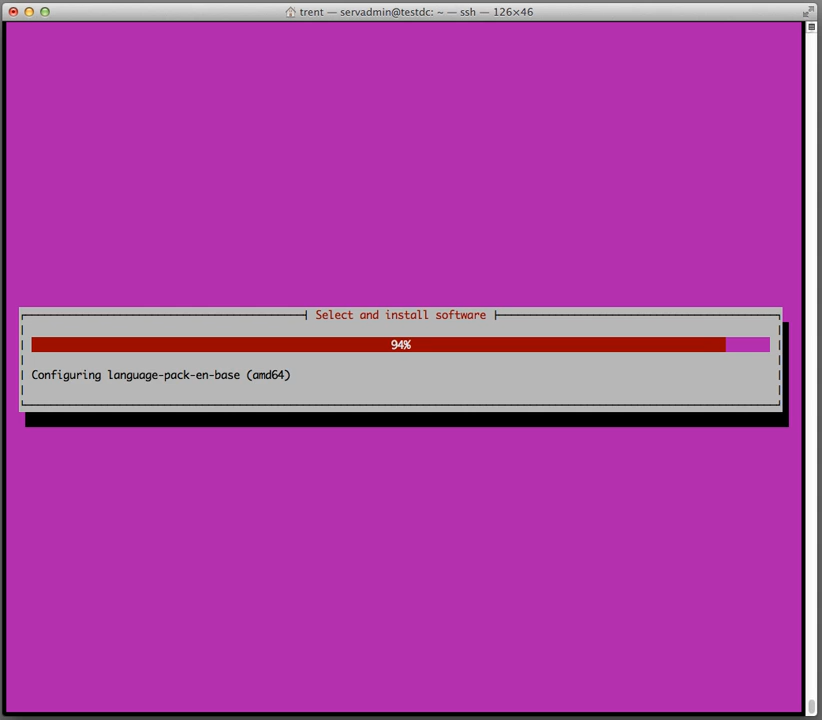 trent — servadmin@testdc: ~ — ssh — 126×46
Select and install software
94%
Configuring language-pack-en-base (amd64)